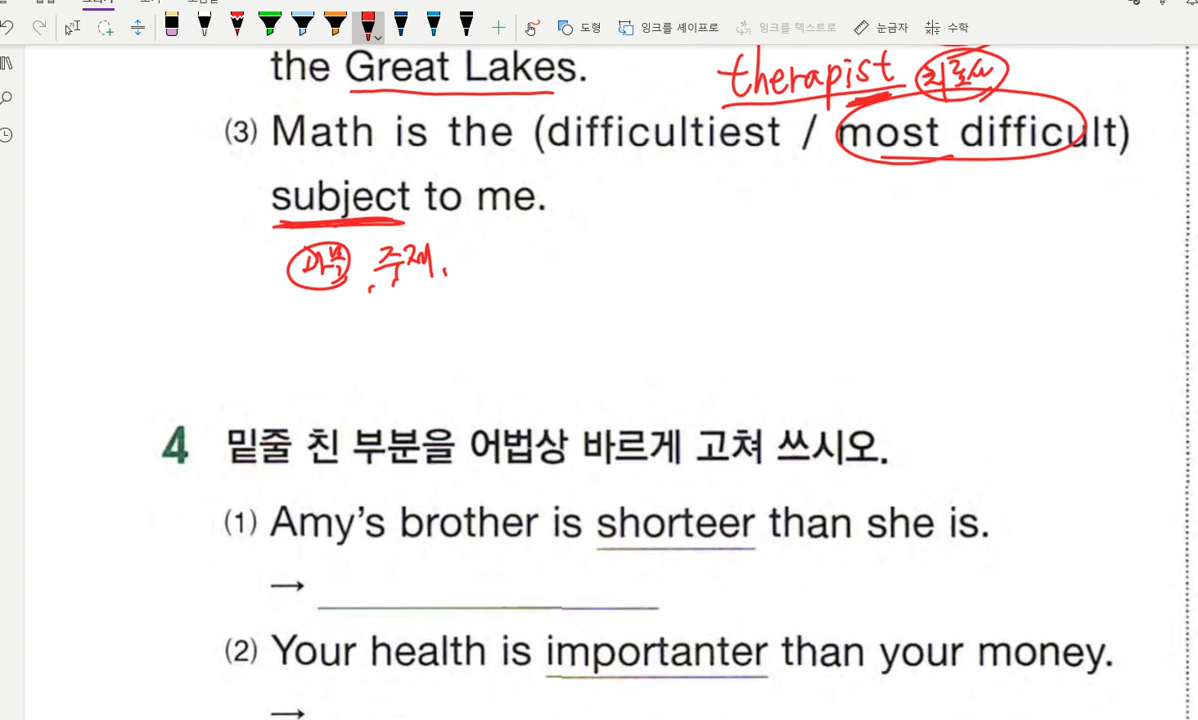 도형 잉크를 셰이프로 잉크를 텍스트로 눈금자 수학
the Great Lakes.
therapist 치료사
(3) Math is the (difficultiest / most difficult)
subject to me.
과목 주제.
4 밑줄 친 부분을 어법상 바르게 고쳐 쓰시오.
(1) Amy's brother is shorteer than she is.
→
(2) Your health is importanter than your money.
→